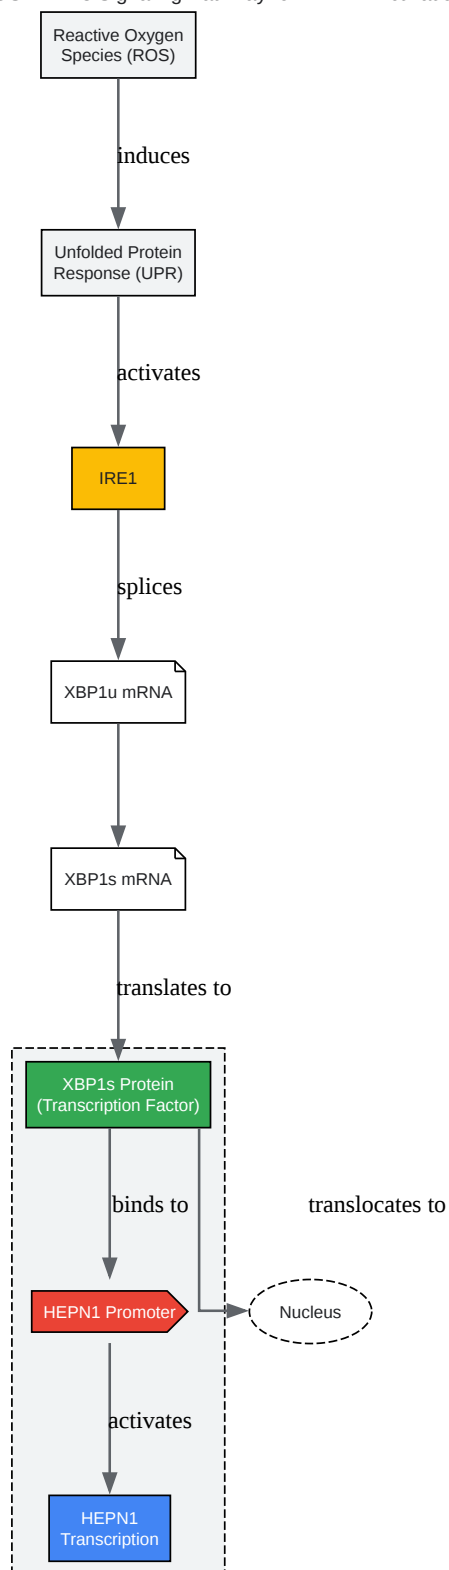 Reactive Oxygen
Species (ROS)
induces
Unfolded Protein
Response (UPR)
activates
IRE1
splices
XBP1u mRNA
XBP1s mRNA
translates to
XBP1s Protein
(Transcription Factor)
binds to
translocates to
HEPN1 Promoter
Nucleus
activates
HEPN1
Transcription